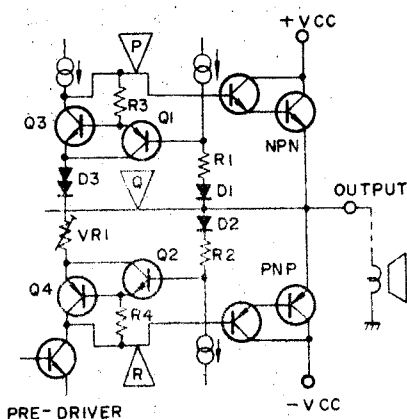 +VCC
P
R3
Q3
Q1
NPN
R1
D3
Q
D1
OUTPUT
D2
VR1
Q2
R2
PNP
Q4
R4
R
-VCC
PRE-DRIVER